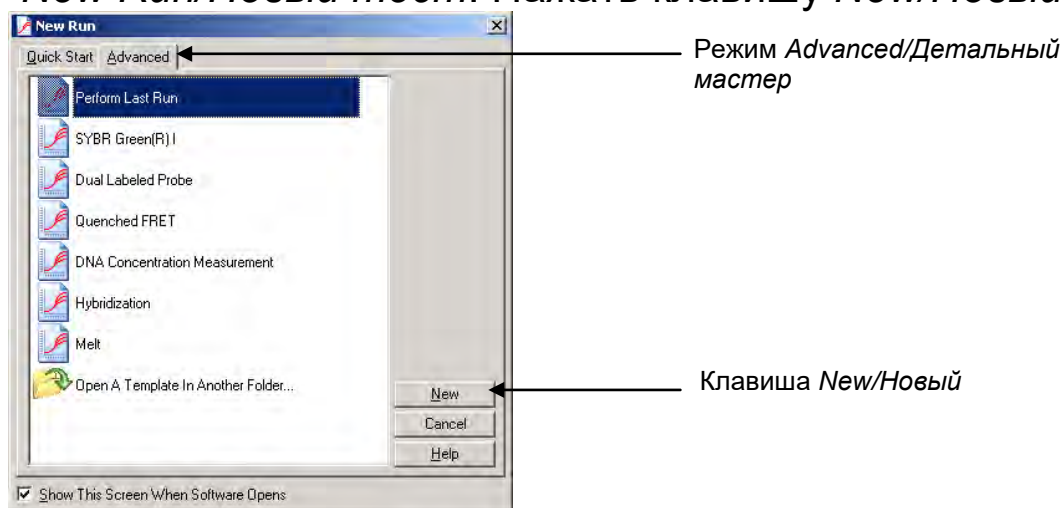 New Run/Новый тест. Нажать клавишу New/Новый
New Run
Quick Start Advanced
Режим Advanced/Детальный
мастер
Perform Last Run
SYBR Green(R) I
Dual Labeled Probe
Quenched FRET
DNA Concentration Measurement
Hybridization
Melt
Open A Template In Another Folder...
New
Клавиша New/Новый
Cancel
Help
Show This Screen When Software Opens